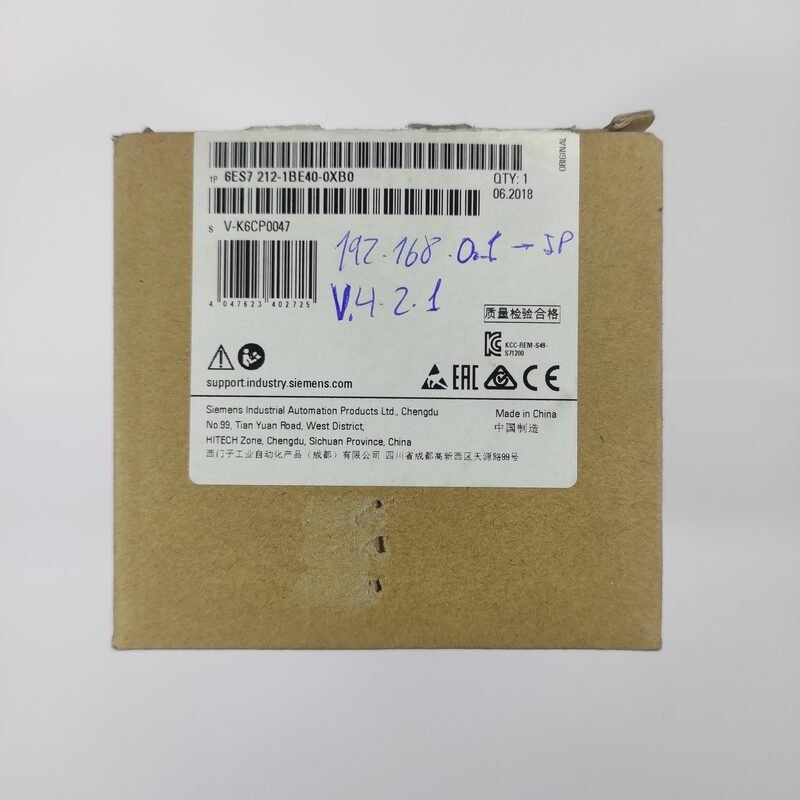 ORIGINAL
1P 6ES7 212-1BE40-0XB0
QTY: 1
06.2018
S V-K6CP0047
192.168.0.1 → IP
V.4.2.1
4 047623 402725
质量检验合格
KCC-REM-S49-
S71200
support.industry.siemens.com
EAC CE
Siemens Industrial Automation Products Ltd., Chengdu
No.99, Tian Yuan Road, West District,
HITECH Zone, Chengdu, Sichuan Province, China
西门子工业自动化产品（成都）有限公司 四川省成都高新西区天源路99号
Made in China
中国制造